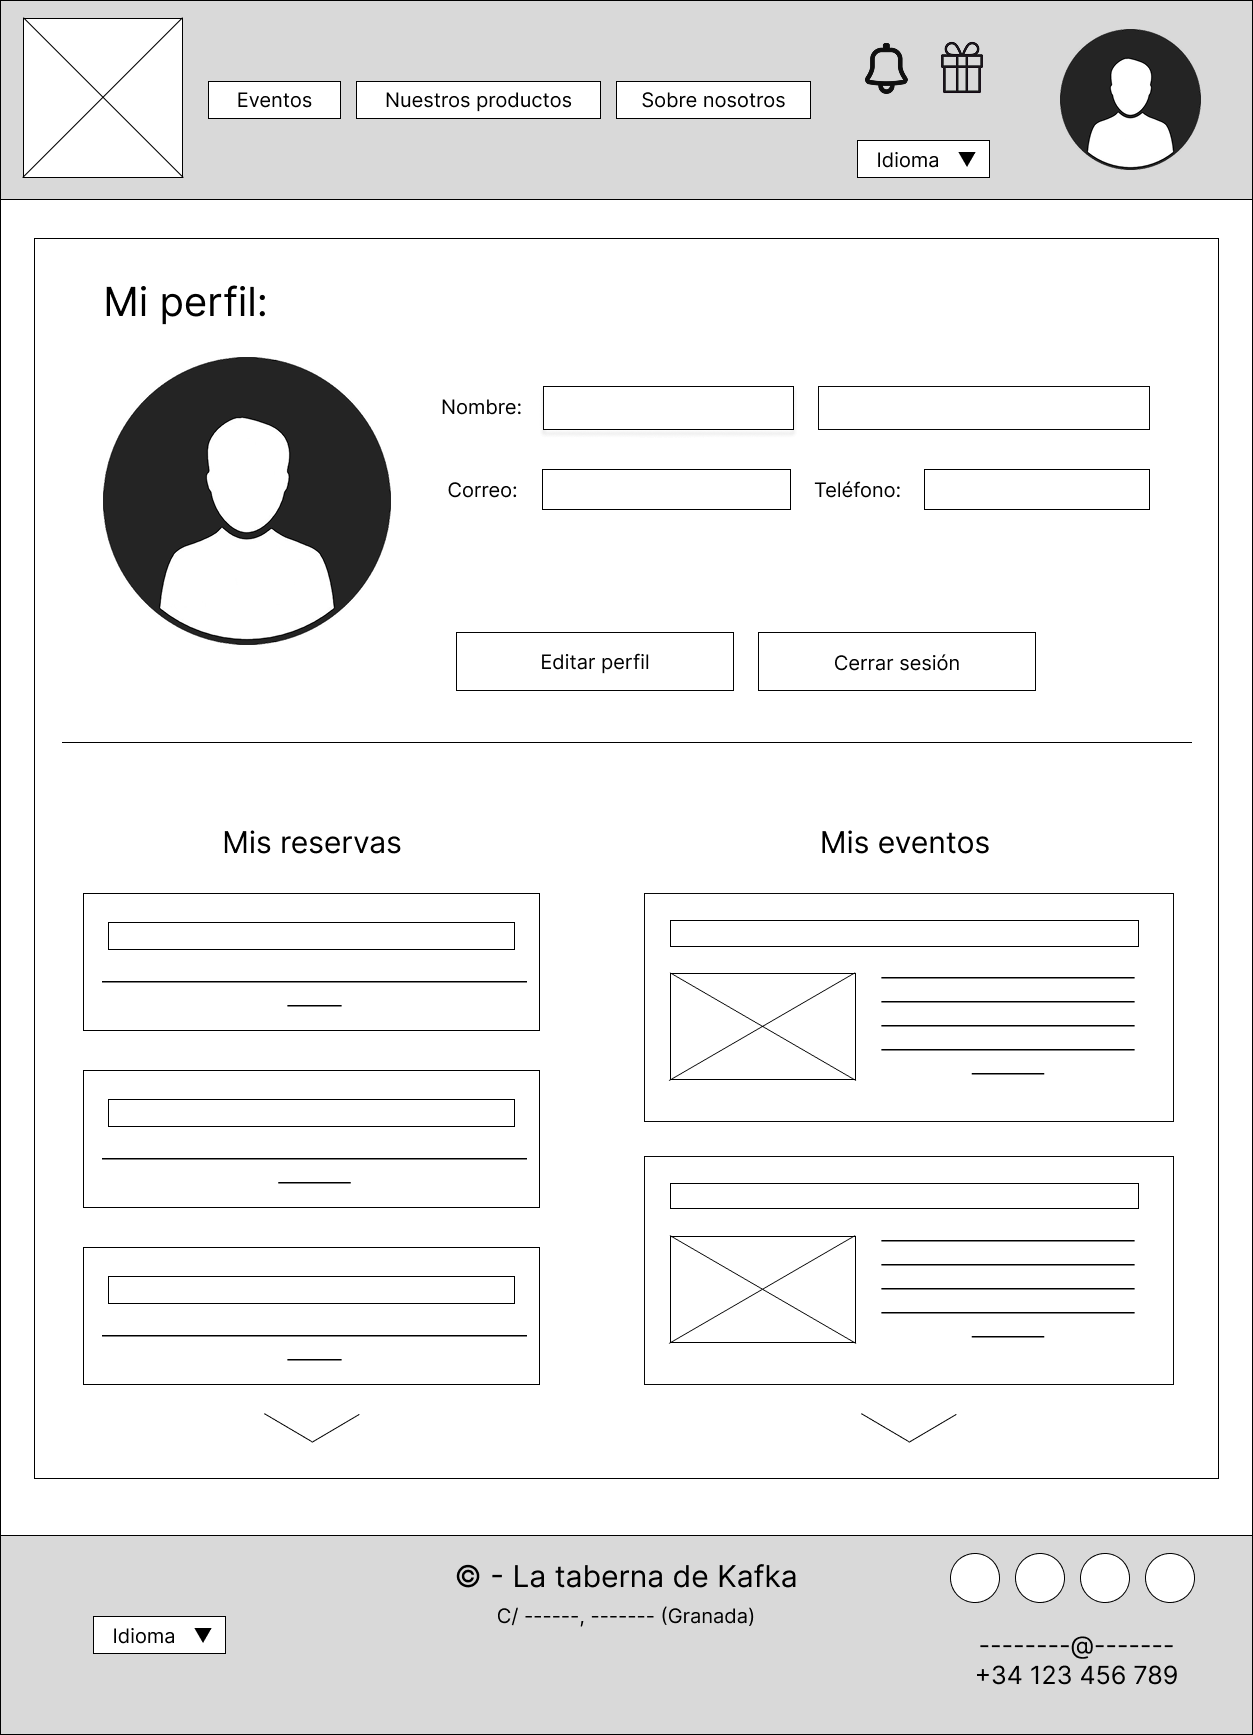 Eventos
Nuestros productos
Sobre nosotros
Idioma
Mi perfil:
Nombre:
Correo:
Teléfono:
Editar perfil
Cerrar sesión
Mis reservas
Mis eventos
© - La taberna de Kafka
C/ ------, ------- (Granada)
Idioma
--------@-------
+34 123 456 789